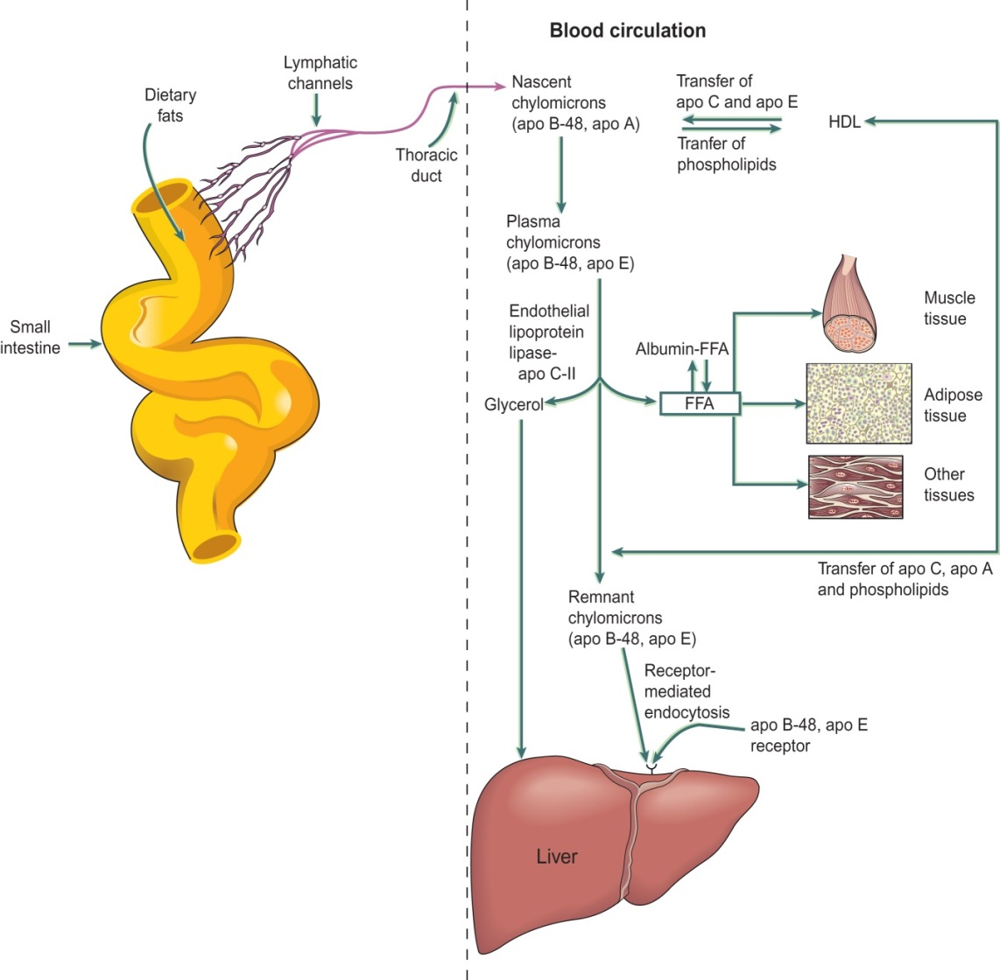 Blood circulation
Lymphatic
channels
Dietary
fats
Thoracic
duct
Small
intestine
Nascent
chylomicrons
(apo B-48, apo A)
Transfer of
apo C and apo E
Tranfer of
phospholipids
HDL
Plasma
chylomicrons
(apo B-48, apo E)
Endothelial
lipoprotein
lipase-
apo C-II
Albumin-FFA
Glycerol
FFA
Muscle
tissue
Adipose
tissue
Other
tissues
Transfer of apo C, apo A
and phospholipids
Remnant
chylomicrons
(apo B-48, apo E)
Receptor-
mediated
endocytosis
apo B-48, apo E
receptor
Liver